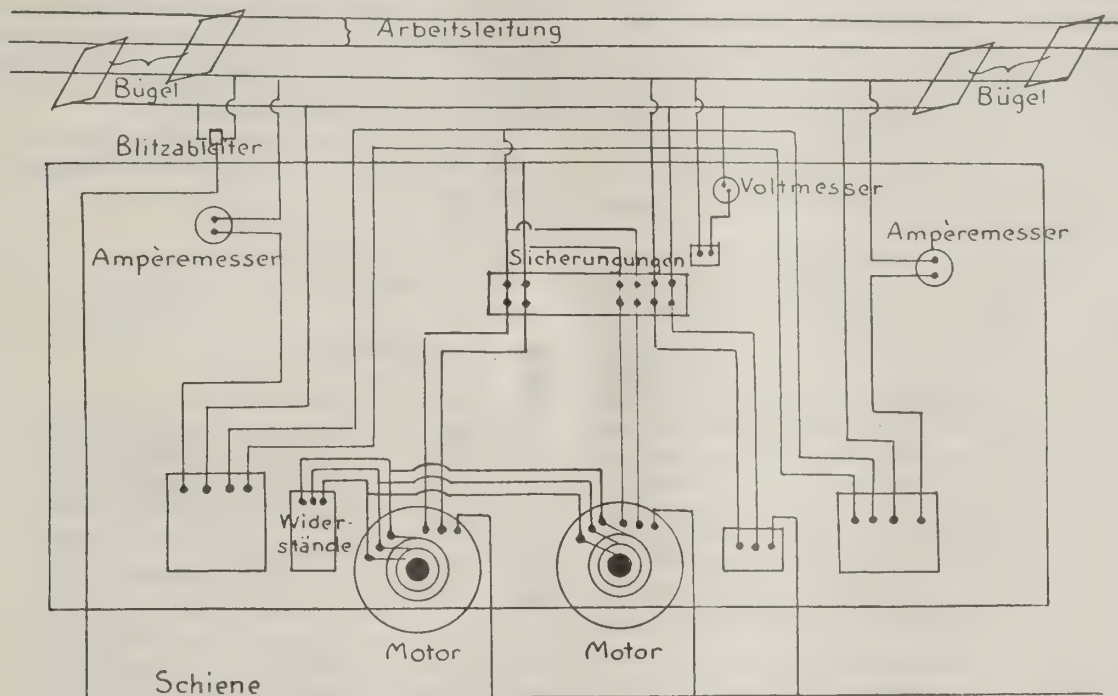 Arbeitsleitung
Bügel
Bügel
Blitzableiter
Voltmesser
Ampèremesser
Ampèremesser
Sicherungungen
Wider-
stände
Motor
Motor
Schiene